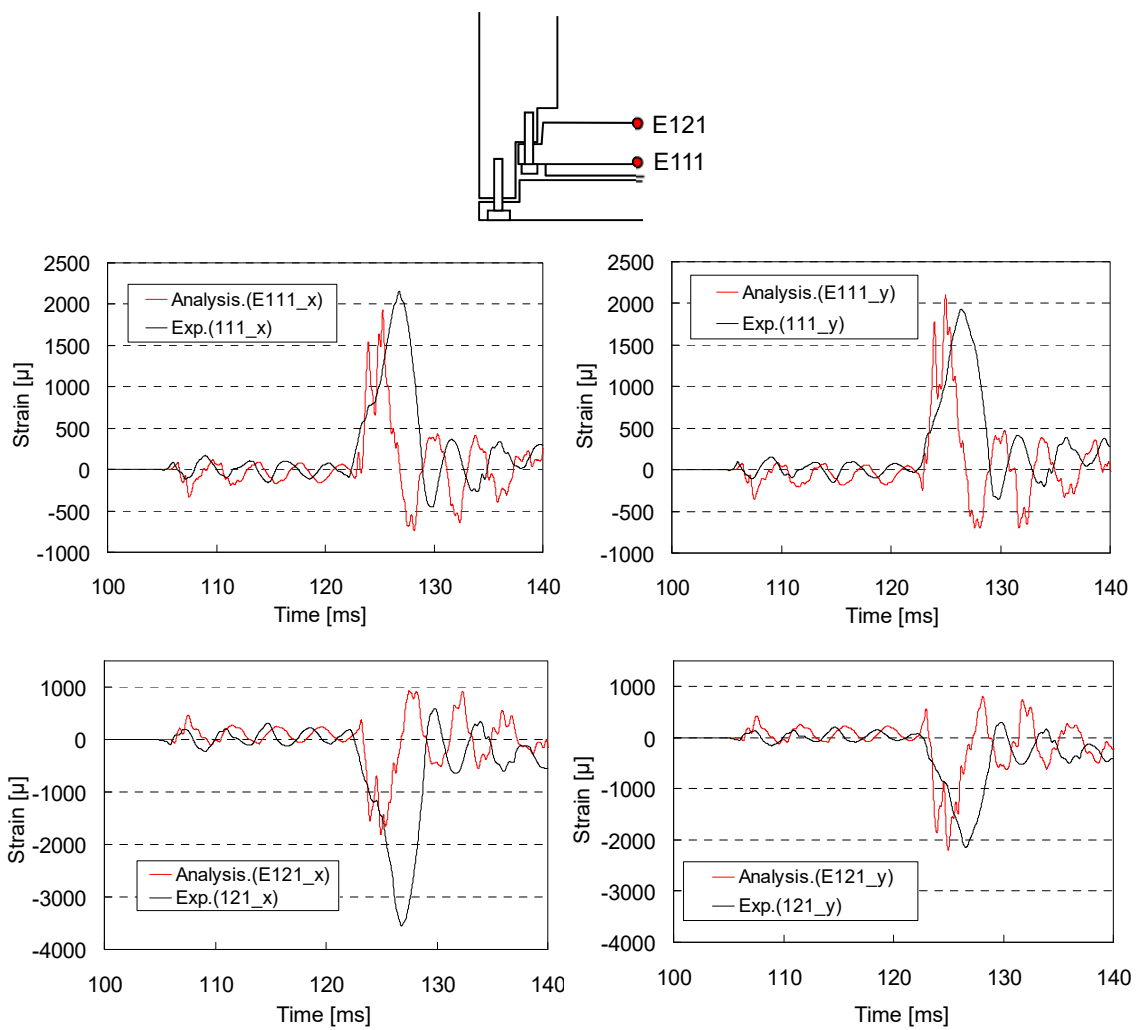 E121
E111
2500
2000
1500
1000
500
0
-500
-1000
Strain [µ]
Analysis.(E111_x)
Exp.(111_x)
100
110
120
130
140
Time [ms]
2500
2000
1500
1000
500
0
-500
-1000
Strain [µ]
Analysis.(E111_y)
Exp.(111_y)
100
110
120
130
140
Time [ms]
1000
0
-1000
-2000
-3000
-4000
Strain [µ]
Analysis.(E121_x)
Exp.(121_x)
100
110
120
130
140
Time [ms]
1000
0
-1000
-2000
-3000
-4000
Strain [µ]
Analysis.(E121_y)
Exp.(121_y)
100
110
120
130
140
Time [ms]